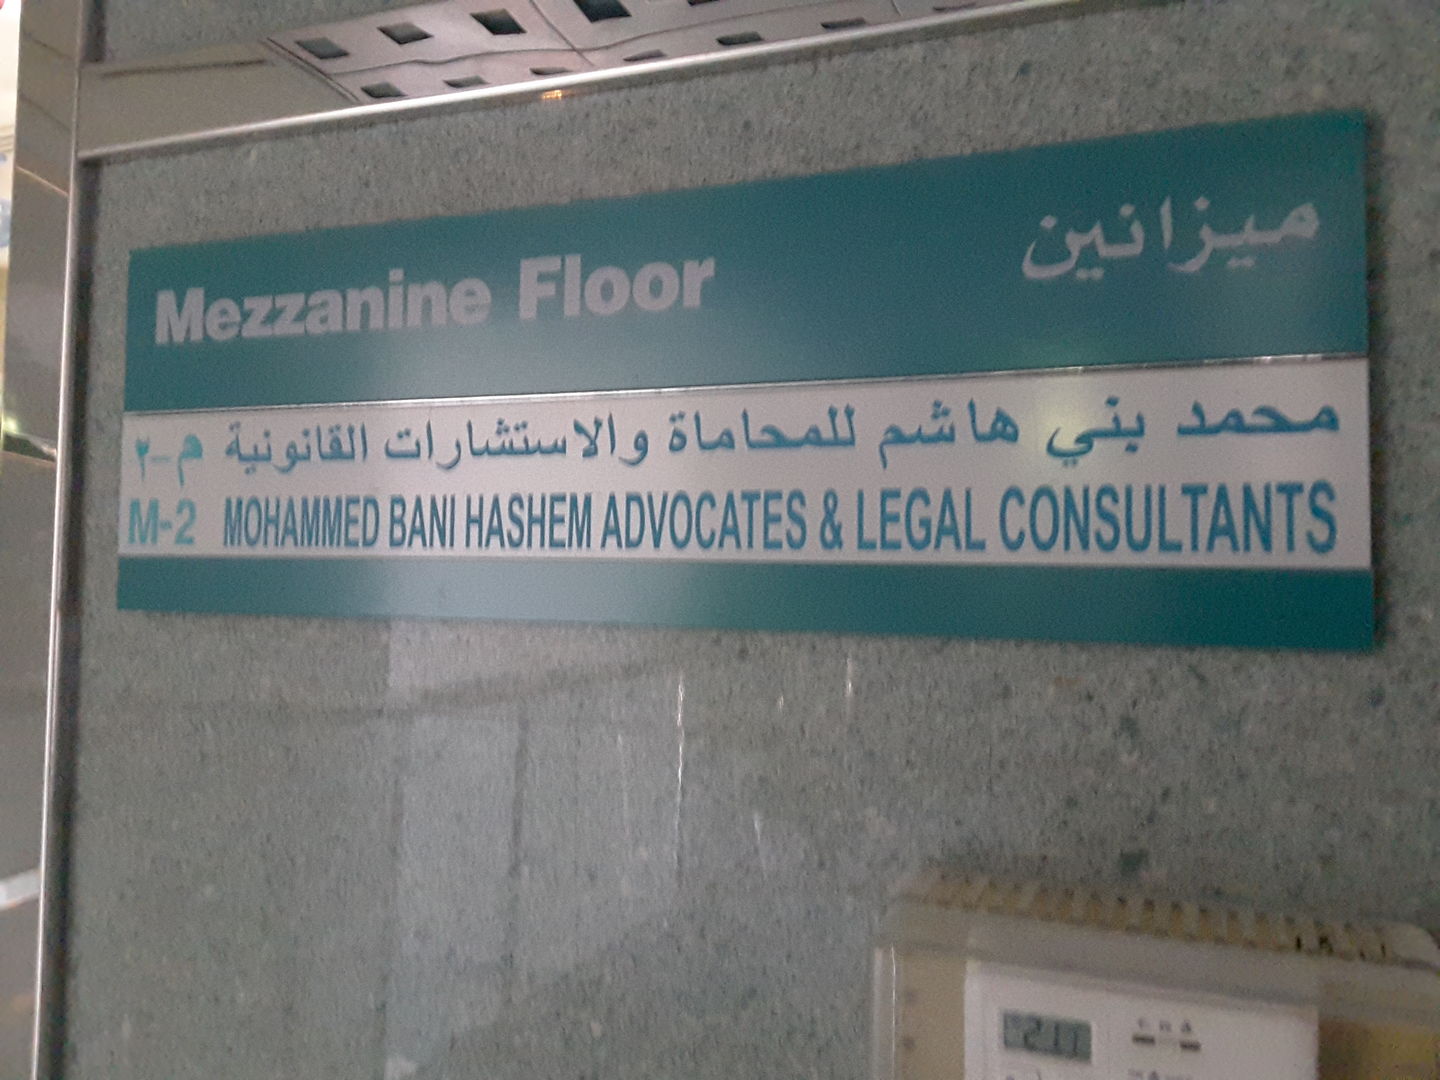 Mezzanine Floor ميزانين
محمد بني هاشم للمحاماة والاستشارات القانونية م-٢
M-2 MOHAMMED BANI HASHEM ADVOCATES & LEGAL CONSULTANTS